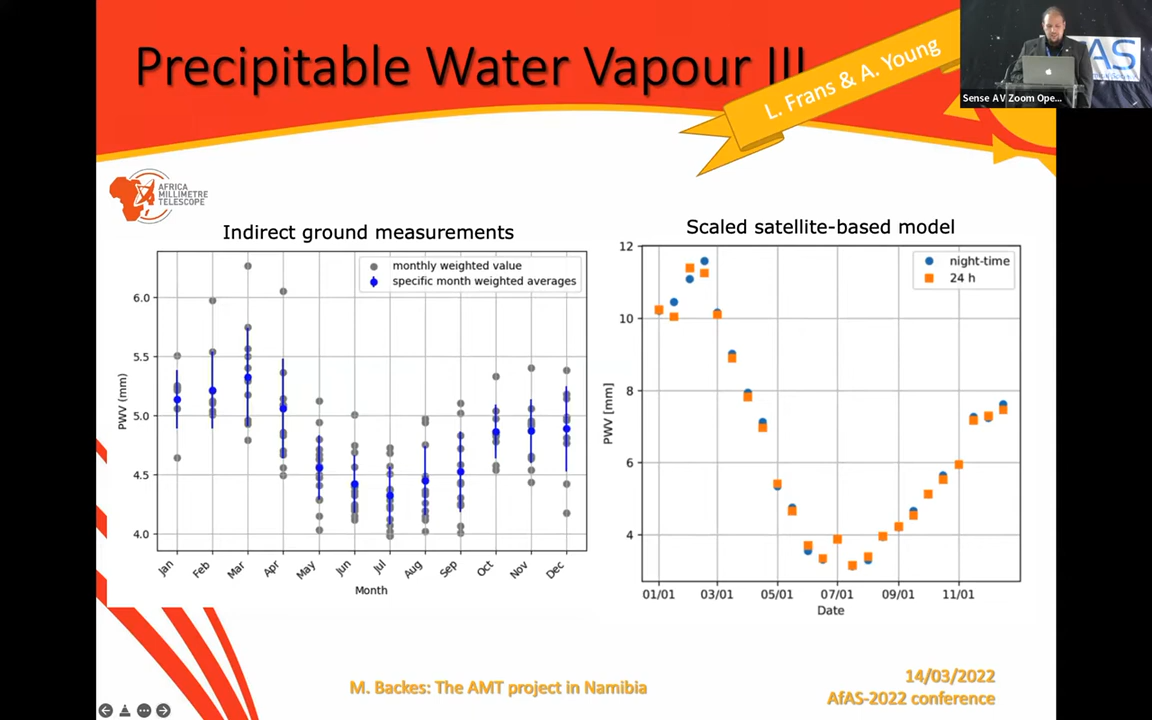 Precipitable Water Vapour III
L. Frans & A. Young
AS
Sense AV Zoom Ope...
AFRICA
MILLIMETRE
TELESCOPE
Indirect ground measurements
monthly weighted value
specific month weighted averages
PWV (mm)
6.0
5.5
5.0
4.5
4.0
Jan
Feb
Mar
Apr
May
Jun
Jul
Aug
Sep
Oct
Nov
Dec
Month
Scaled satellite-based model
night-time
24 h
PWV [mm]
12
10
8
6
4
01/01
03/01
05/01
07/01
09/01
11/01
Date
M. Backes: The AMT project in Namibia
14/03/2022
AfAS-2022 conference